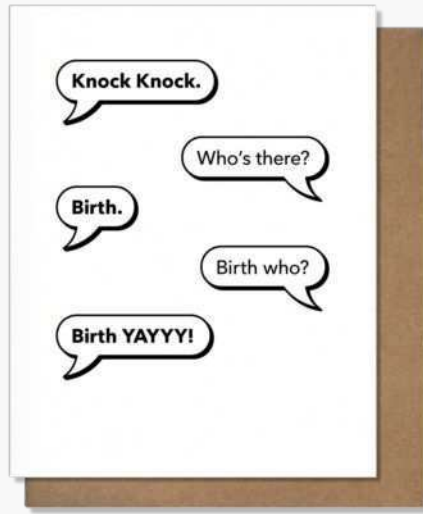 Knock Knock.
Who's there?
Birth.
Birth who?
Birth YAYYY!